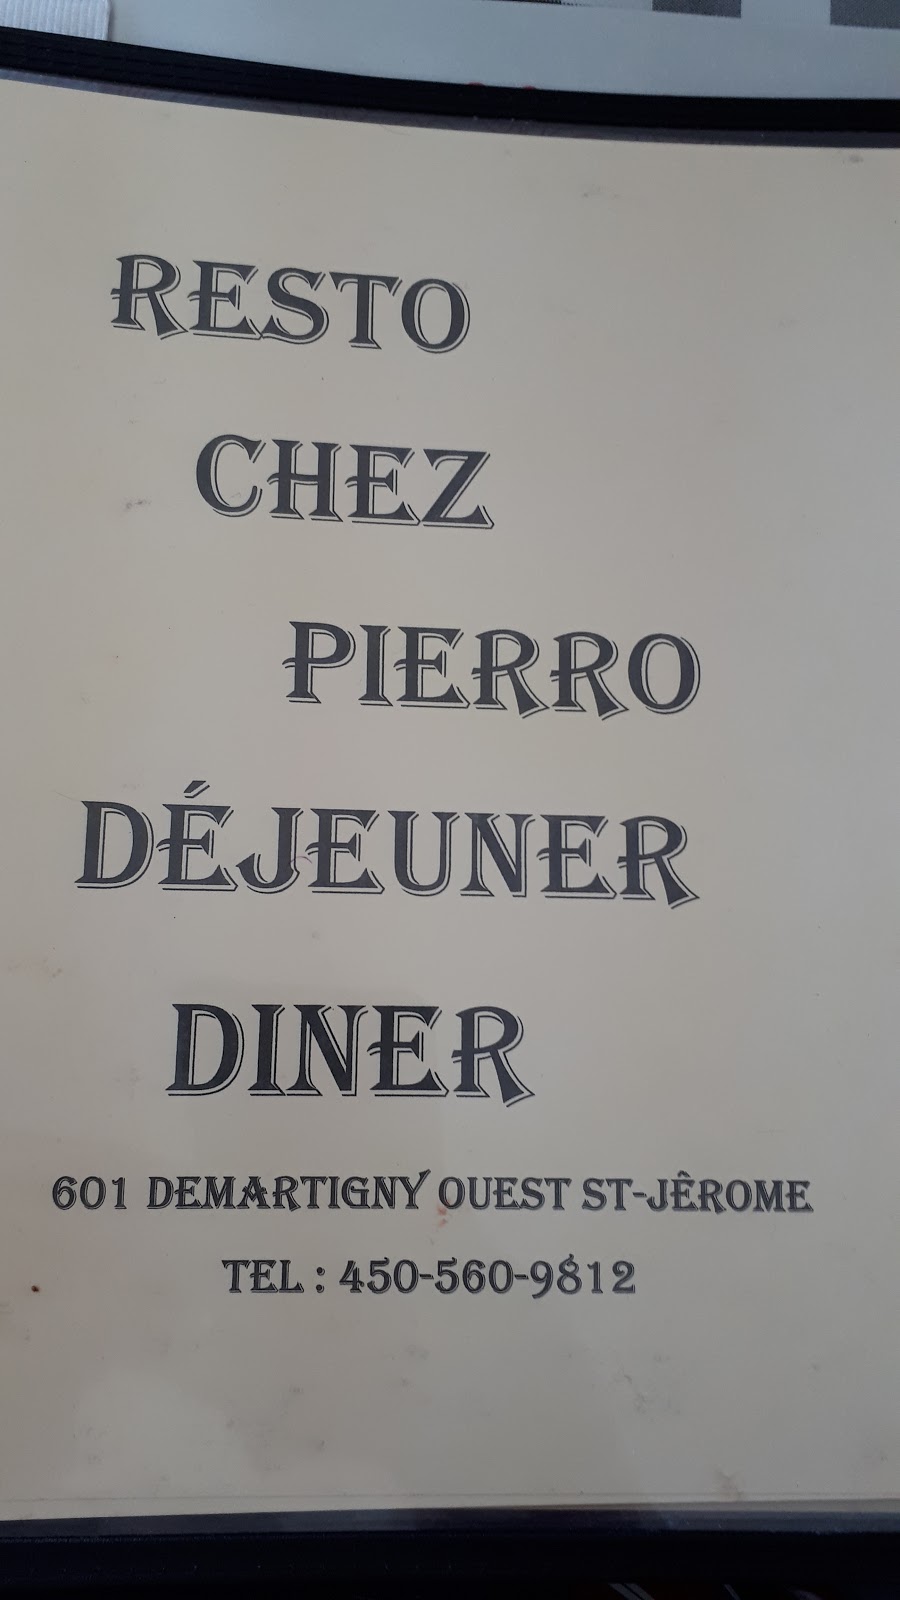 RESTO
CHEZ
PIERRO
DÉJEUNER
DINER
601 DEMARTIGNY OUEST ST-JÊROME
TEL : 450-560-9812